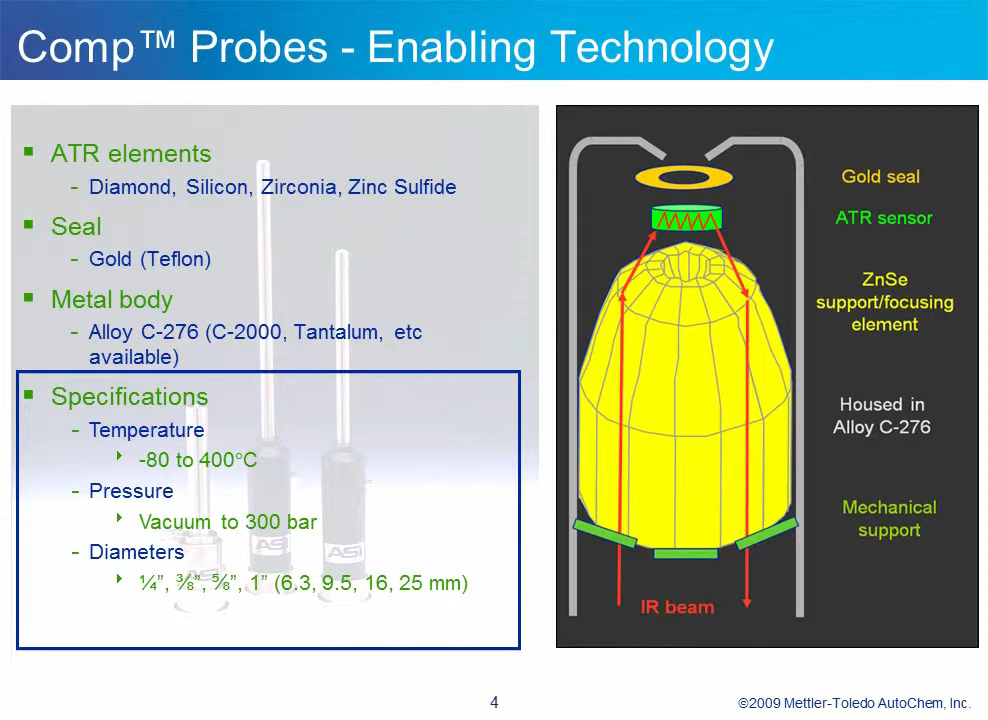 Comp™ Probes - Enabling Technology
▪ ATR elements
- Diamond, Silicon, Zirconia, Zinc Sulfide
▪ Seal
- Gold (Teflon)
▪ Metal body
- Alloy C-276 (C-2000, Tantalum, etc
available)
▪ Specifications
- Temperature
‣ -80 to 400°C
- Pressure
‣ Vacuum to 300 bar
- Diameters
‣ ¼”, ⅜”, ⅝”, 1” (6.3, 9.5, 16, 25 mm)
ASI
ASI
Gold seal
ATR sensor
ZnSe
support/focusing
element
Housed in
Alloy C-276
Mechanical
support
IR beam
4
©2009 Mettler-Toledo AutoChem, Inc.